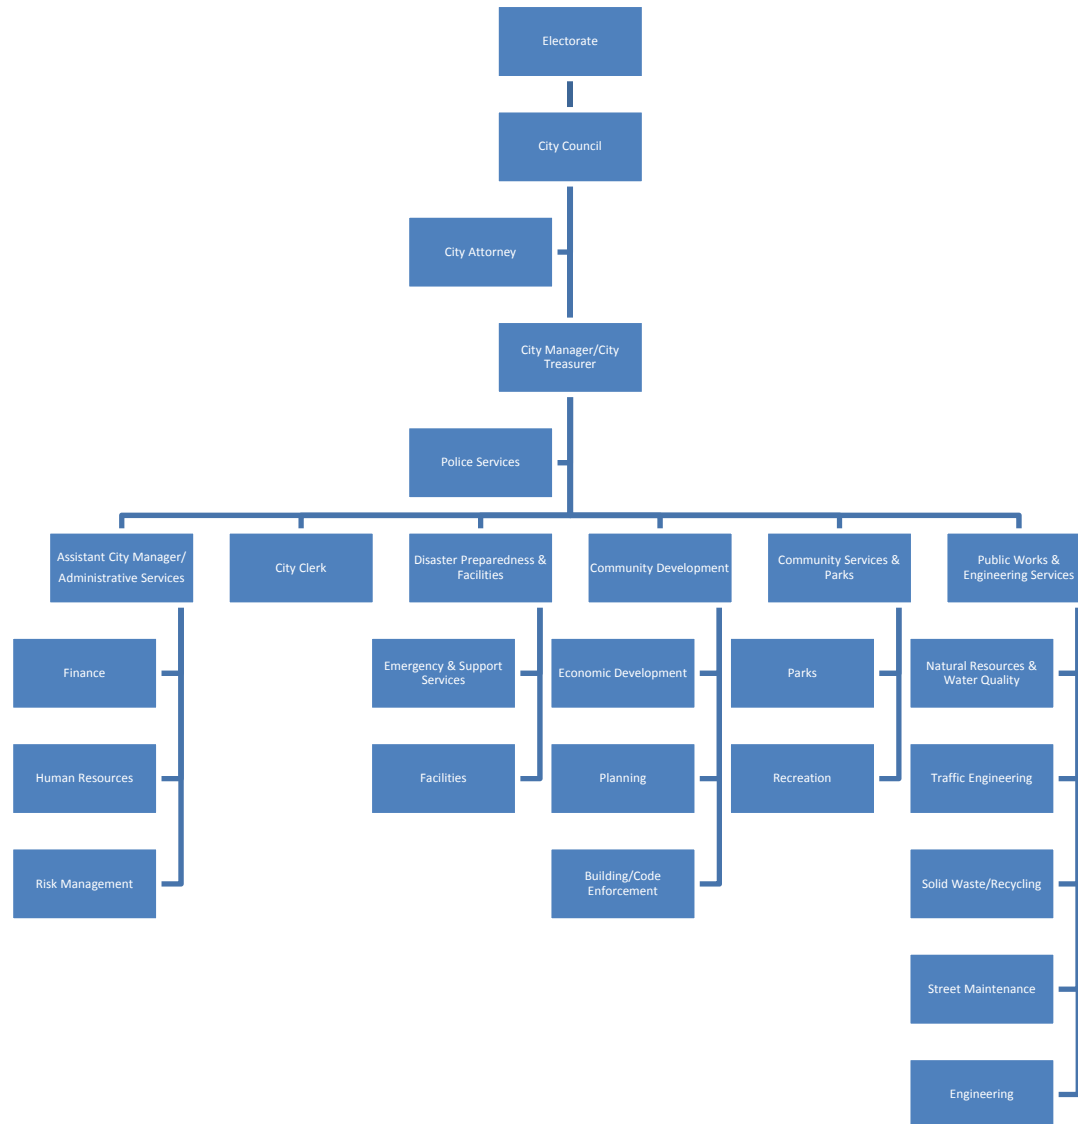 Electorate
City Council
City Attorney
City Manager/City
Treasurer
Police Services
Assistant City Manager/
Administrative Services
City Clerk
Disaster Preparedness &
Facilities
Community Development
Community Services &
Parks
Public Works &
Engineering Services
Finance
Human Resources
Risk Management
Emergency & Support
Services
Facilities
Economic Development
Planning
Building/Code
Enforcement
Parks
Recreation
Natural Resources &
Water Quality
Traffic Engineering
Solid Waste/Recycling
Street Maintenance
Engineering